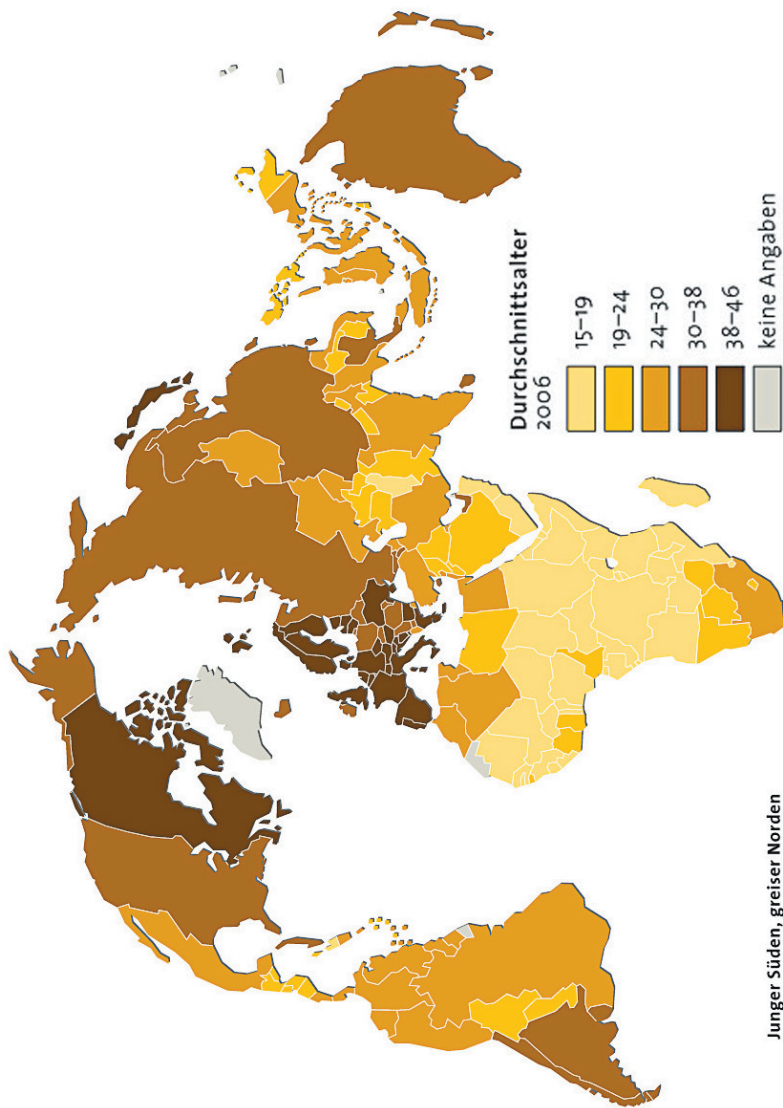 Durchschnittsalter
2006
15–19
19–24
24–30
30–38
38–46
keine Angaben
Junger Süden, greiser Norden